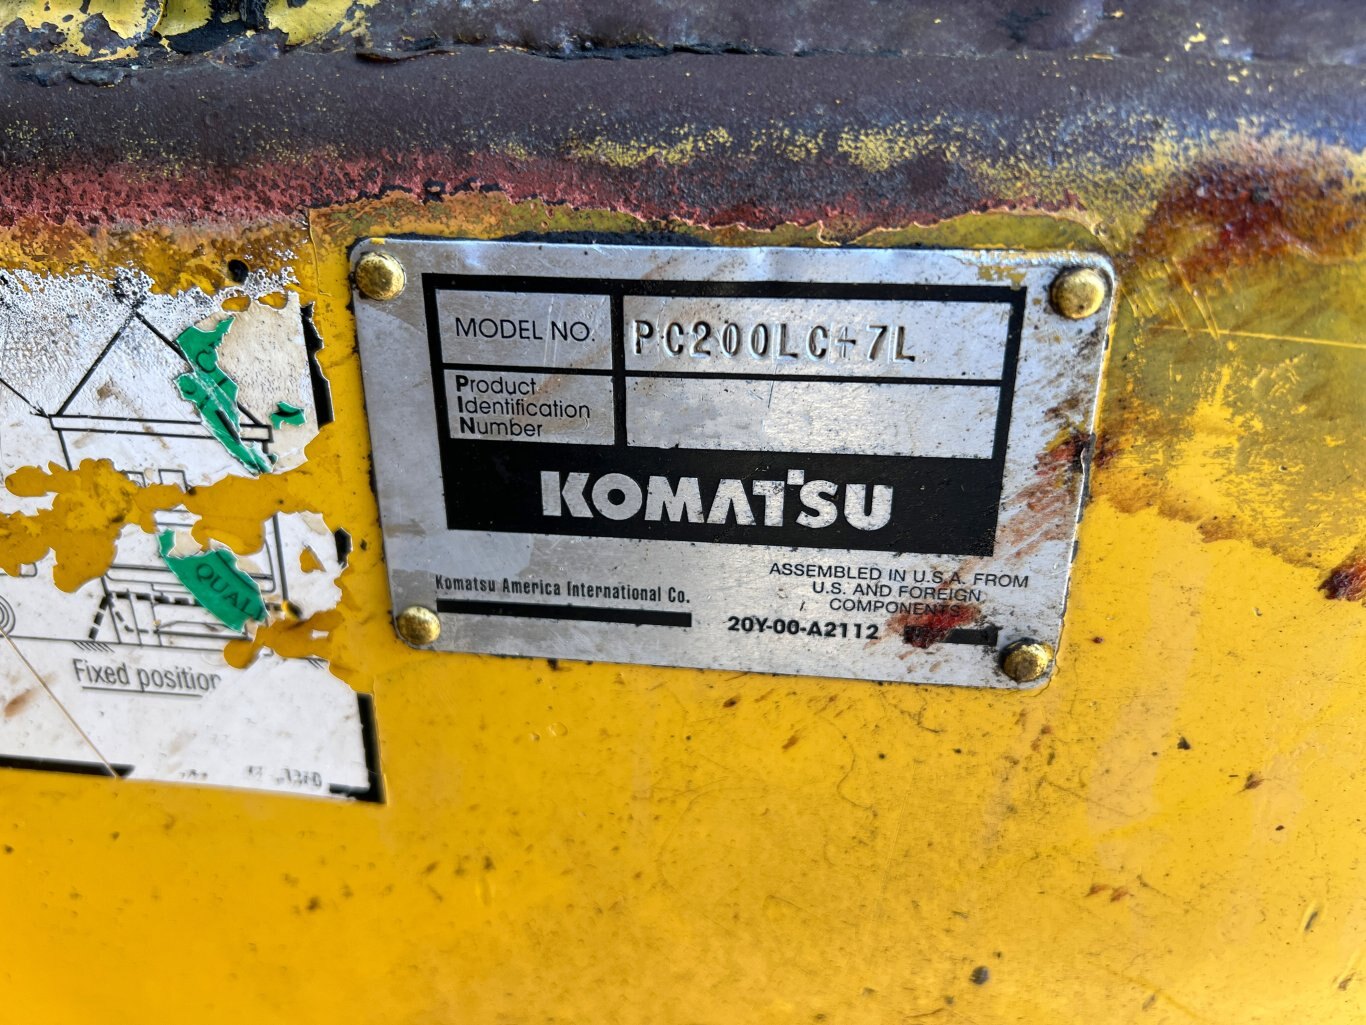 MODEL NO.
PC200LC-7L
Product
Identification
Number
KOMATSU
Komatsu America International Co.
ASSEMBLED IN U.S.A. FROM
U.S. AND FOREIGN
COMPONENTS
20Y-00-A2112
QUAL
Fixed position